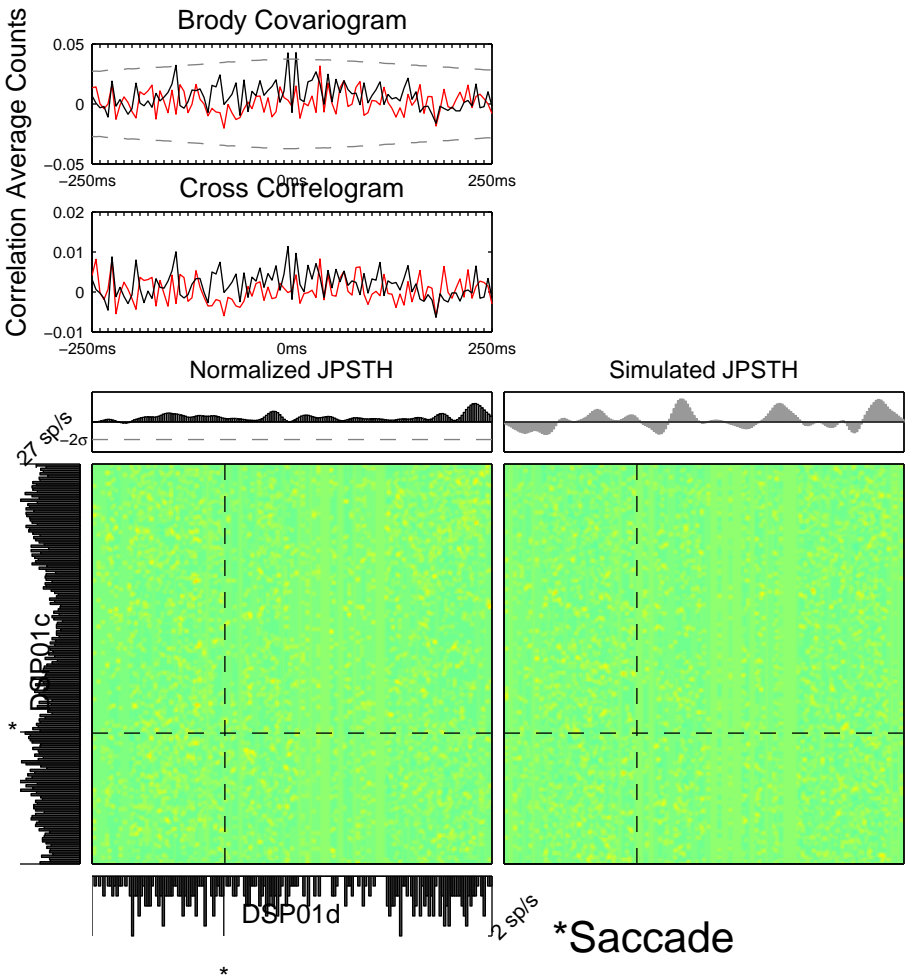 Brody Covariogram
Correlation Average Counts
0.05
0
−0.05
−250ms
0ms
250ms
Cross Correlogram
0.02
0.01
0
−0.01
−250ms
0ms
250ms
Normalized JPSTH
Simulated JPSTH
27 sp/s
−2σ
DSP01c
*
DSP01d
2 sp/s
*Saccade
*